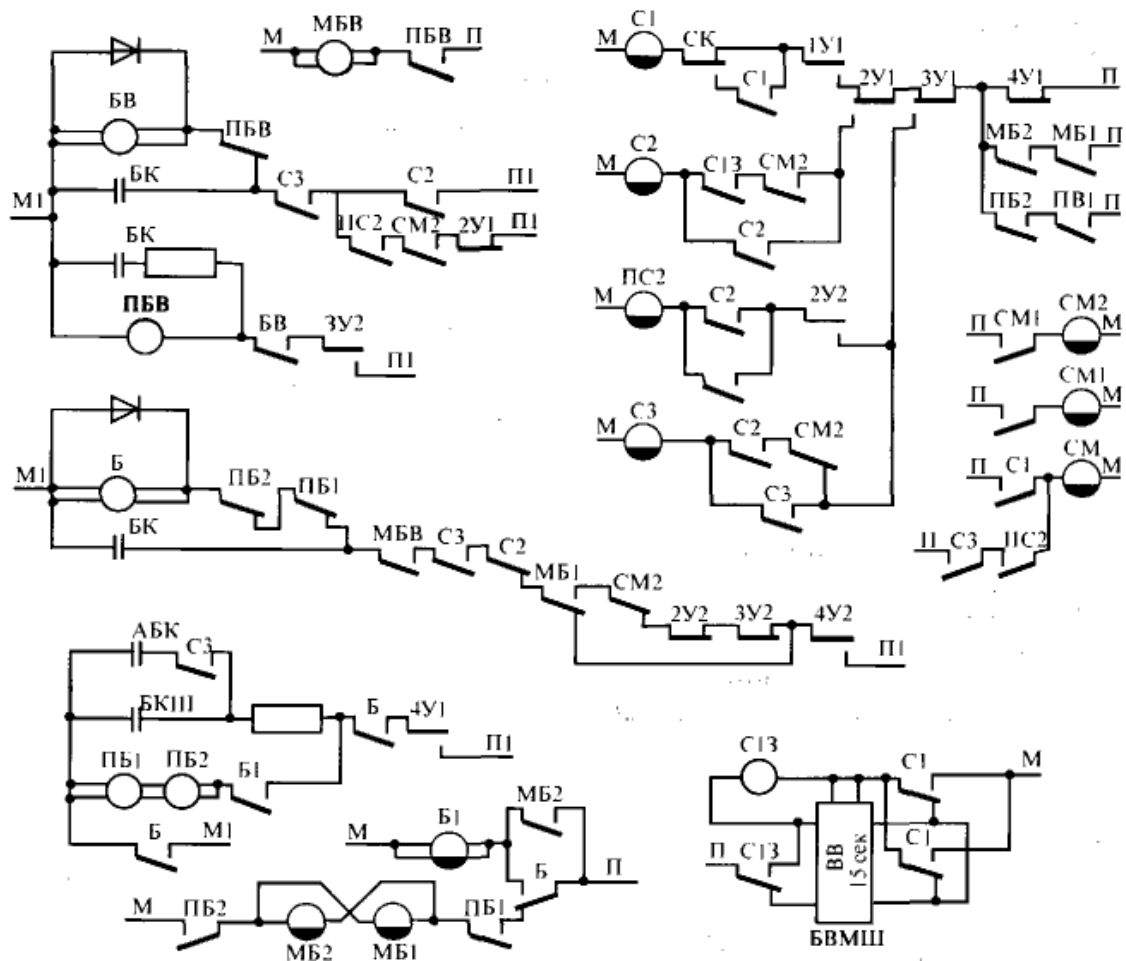 М МБВ ПБВ П
БВ ПБВ
БК С3 С2 П1
М1
ПС2 СМ2 2У1 П1
БК
ПБВ
БВ 3У2
П1
М С1 СК 1У1
С1
2У1 3У1 4У1 П
МБ2 МБ1 П
М С2 С13 СМ2
ПБ2 ПВ1 П
С2
М ПС2 С2 2У2
П СМ1 СМ2 М
П СМ1 М
М С3 С2 СМ2
П С1 СМ М
С3
П С3 ПС2
М1 Б ПБ2 ПБ1
БК
МБВ С3 С2
МБ1 СМ2
2У2 3У2 4У2
П1
АБК С3
БКШ
Б 4У1
П1
ПБ1 ПБ2 Б1
Б М1
М Б1 МБ2
Б П
М ПБ2 ПБ1
МБ2 МБ1
С13 С1 М
П С13 С1
ВВ
15 сек
БВМШ